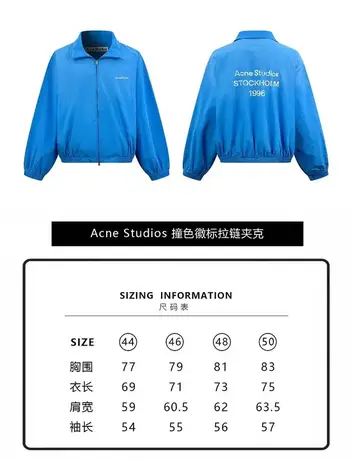 Acne Studios
Acne Studios
STOCKHOLM
1996
Acne Studios 撞色徽标拉链夹克
SIZING INFORMATION
尺码表
SIZE 44 46 48 50
胸围 77 79 81 83
衣长 69 71 73 75
肩宽 59 60.5 62 63.5
袖长 54 55 56 57